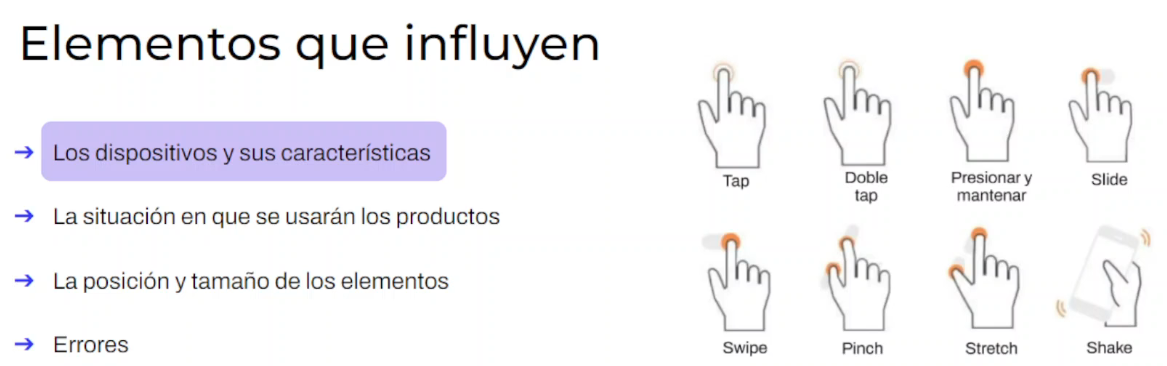 Elementos que influyen
Los dispositivos y sus características
La situación en que se usarán los productos
La posición y tamaño de los elementos
Errores
Tap
Doble
tap
Presionar y
mantenar
Slide
Swipe
Pinch
Stretch
Shake